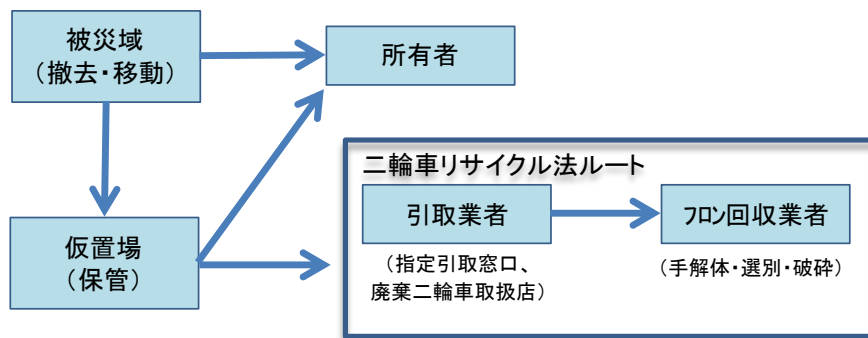 被災域
（撤去・移動）
所有者
仮置場
（保管）
二輪車リサイクル法ルート
引取業者
（指定引取窓口、
廃棄二輪車取扱店）
ﾌﾛﾝ回収業者
（手解体・選別・破砕）